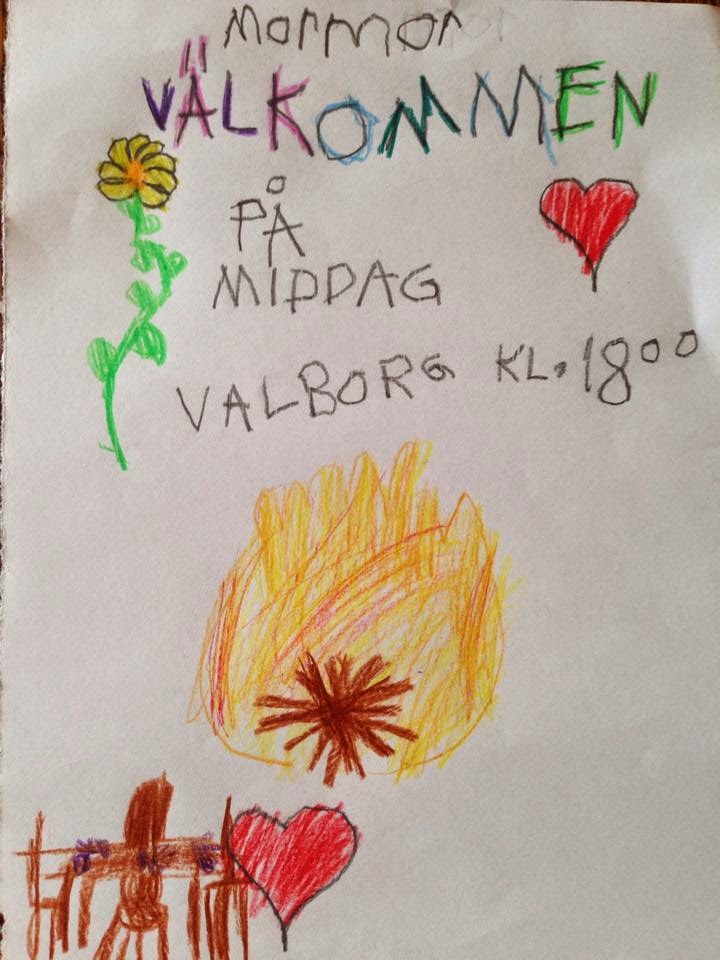 Mormor
VÄLKOMMEN
PÅ
MIDDAG
VALBORG KL. 18⁰⁰